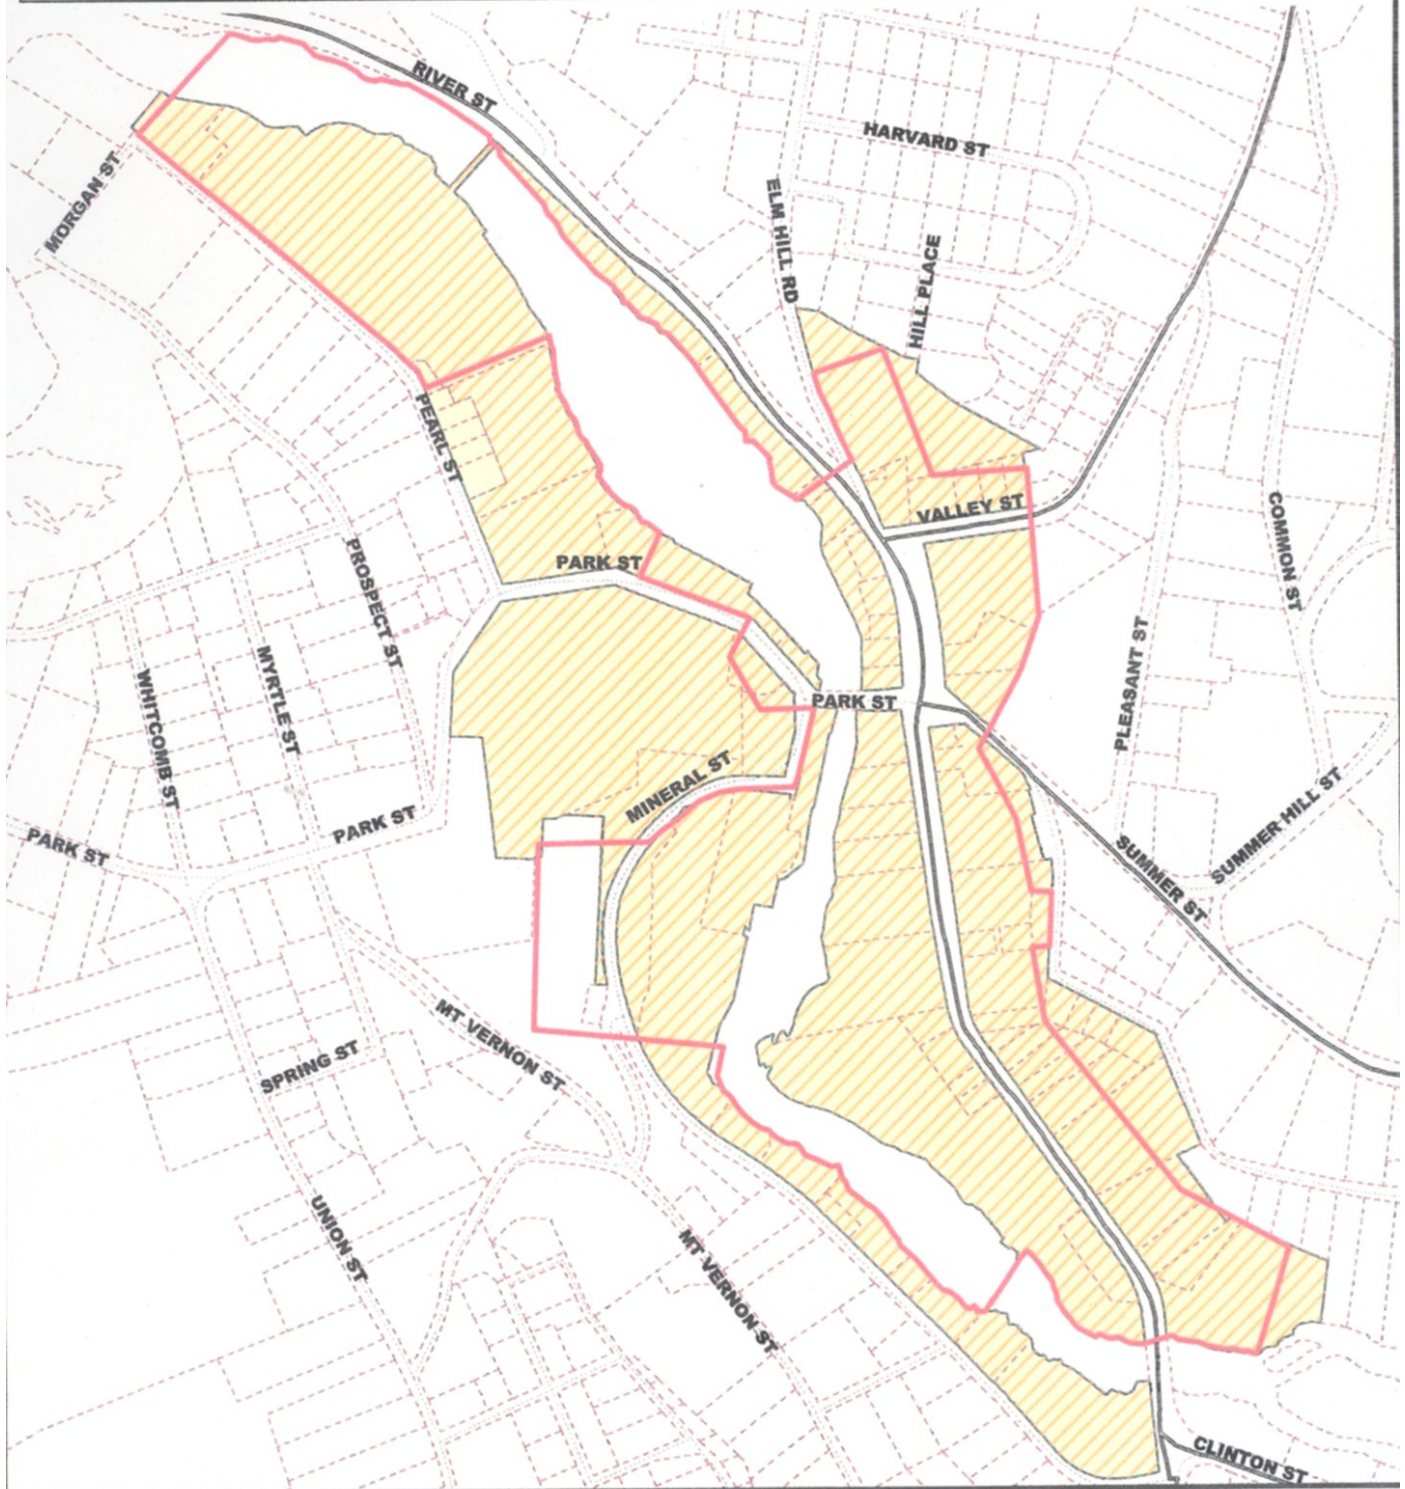 RIVER ST
HARVARD ST
MORGAN ST
ELM HILL RD
HILL PLACE
PEARL ST
VALLEY ST
COMMON ST
PARK ST
PROSPECT ST
MYRTLE ST
WHITCOMB ST
PLEASANT ST
PARK ST
MINERAL ST
SUMMER HILL ST
PARK ST
PARK ST
SUMMER ST
MT VERNON ST
SPRING ST
UNION ST
MT VERNON ST
CLINTON ST